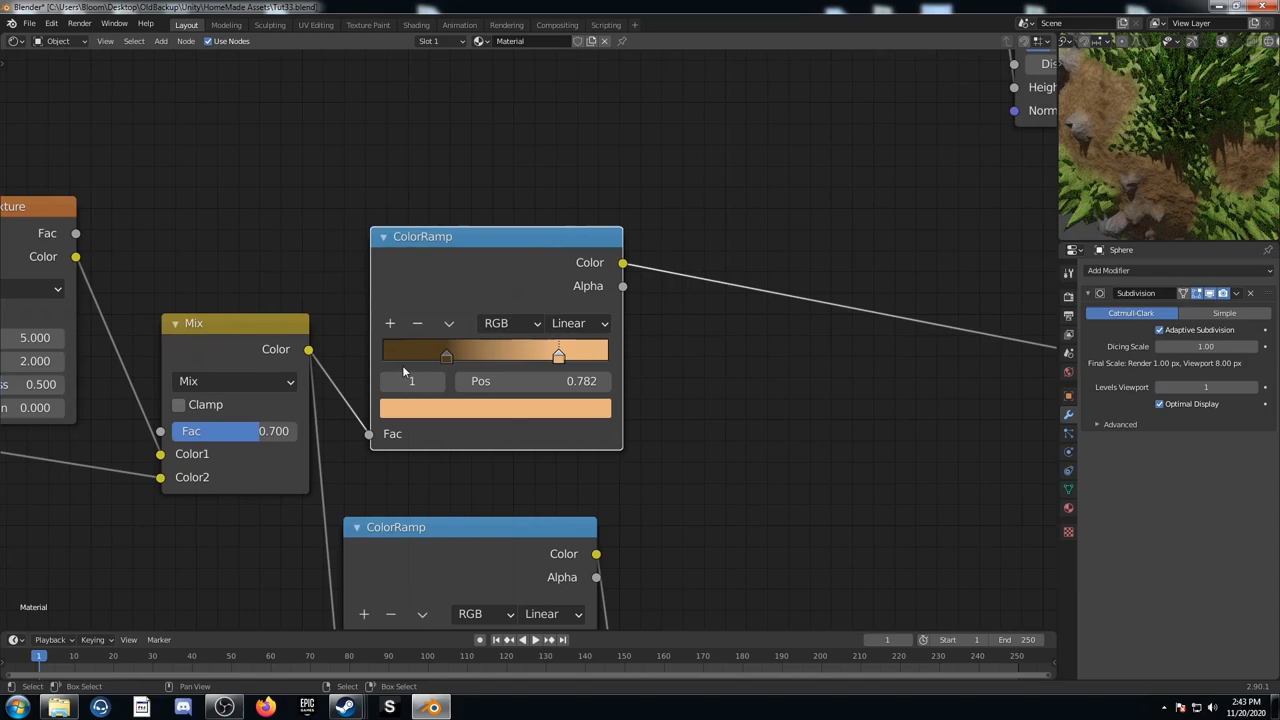 Blender* [C:\Users\Bloom\Desktop\OldBackup\Unity\HomeMade Assets\Tut33.blend]
File Edit Render Window Help Layout Modeling Sculpting UV Editing Texture Paint Shading Animation Rendering Compositing Scripting + Scene View Layer
Object View Select Add Node Use Nodes Slot 1 Material
Dis
Heigh
Norm
xture
Fac
Color
5.000
2.000
ss 0.500
n 0.000
Mix
Color
Mix
Clamp
Fac 0.700
Color1
Color2
ColorRamp
Color
Alpha
RGB Linear
1 Pos 0.782
Fac
ColorRamp
Color
Alpha
RGB Linear
Material
Sphere
Add Modifier
Subdivision
Catmull-Clark Simple
Adaptive Subdivision
Dicing Scale 1.00
Final Scale: Render 1.00 px, Viewport 8.00 px
Levels Viewport 1
Optimal Display
Advanced
Playback Keying View Marker 1 Start 1 End 250
1 10 20 30 40 50 60 70 80 90 100 110 120 130 140 150 160 170 180 190 200 210 220 230 240 250
Select Box Select Pan View Select Box Select 2.90.1
EPIC GAMES
S
2:43 PM
11/20/2020